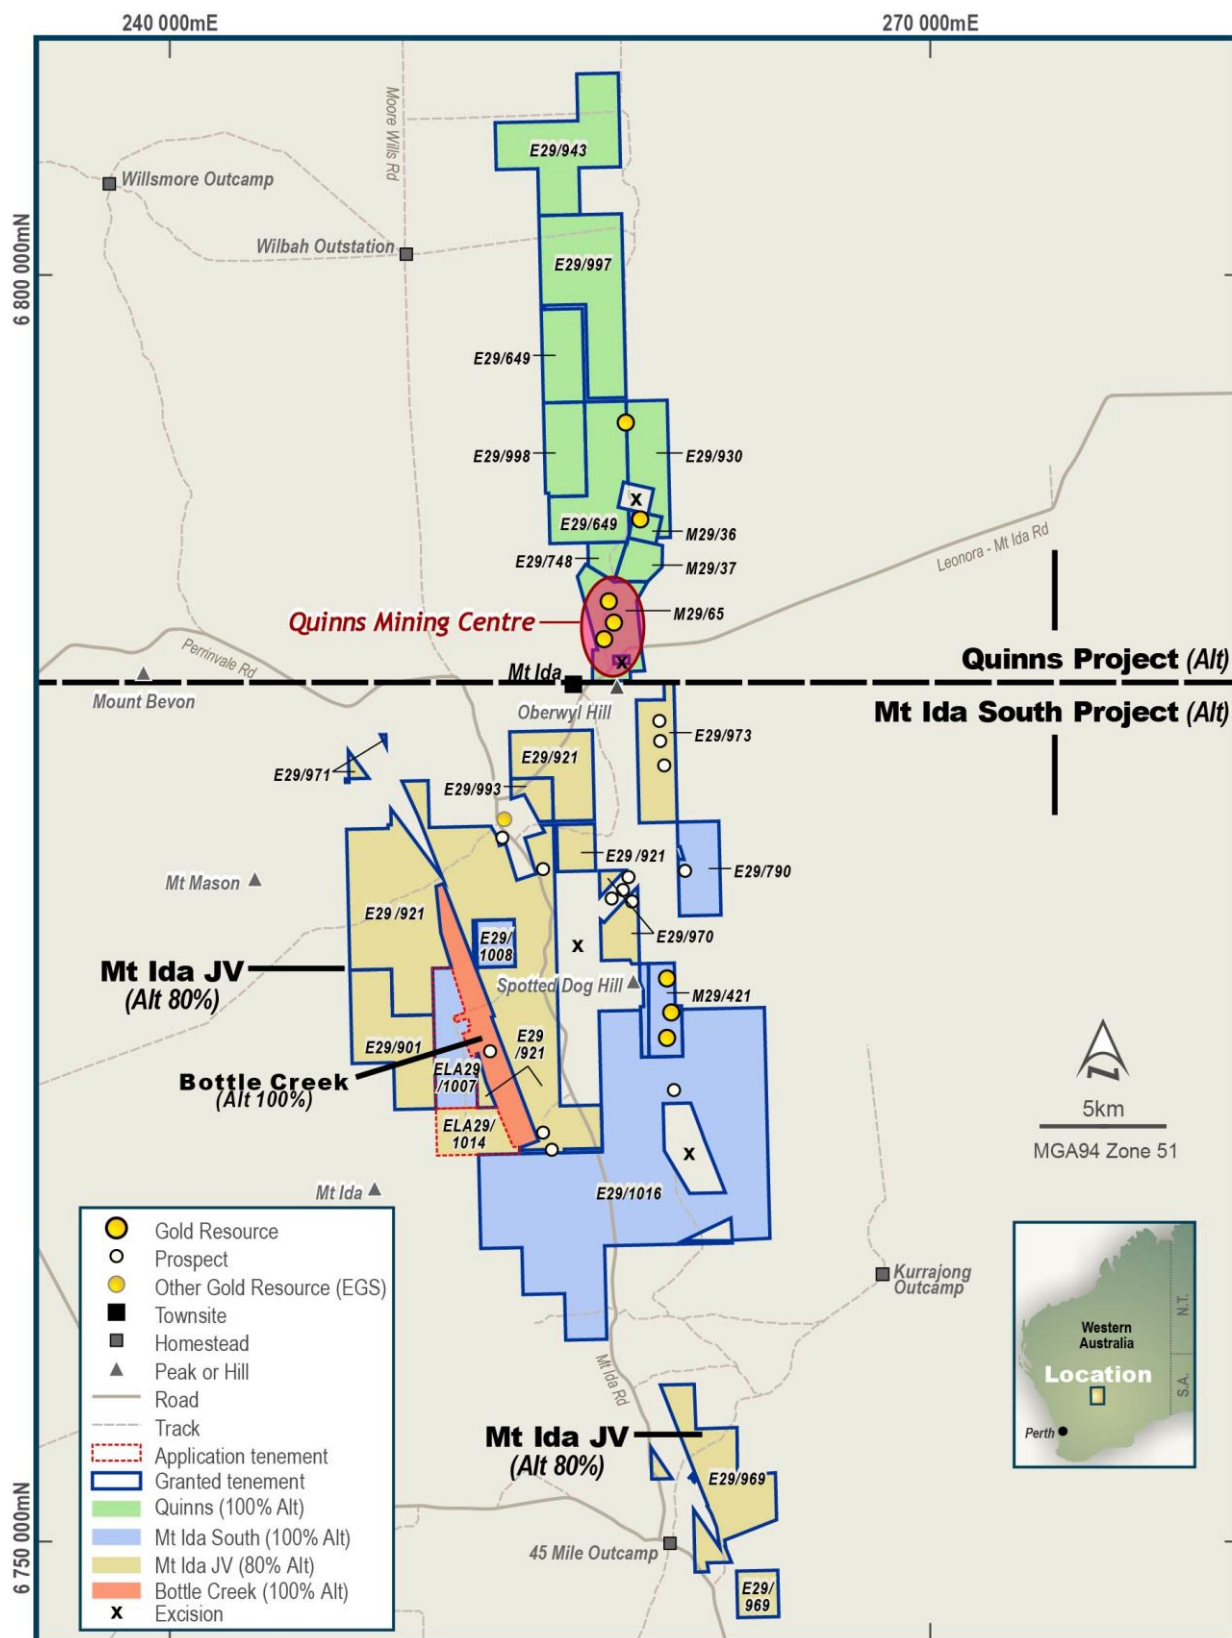 240 000mE
270 000mE
6 800 000mN
6 750 000mN
Moore Wills Rd
E29/943
Willsmore Outcamp
Wilbah Outstation
E29/997
E29/649
E29/998
E29/930
X
E29/649
M29/36
E29/748
M29/37
Leonora - Mt Ida Rd
M29/65
Quinns Mining Centre
X
Perrinvale Rd
Quinns Project (Alt)
Mt Ida
Mount Bevon
Oberwyl Hill
Mt Ida South Project (Alt)
E29/973
E29/921
E29/971
E29/993
E29/921
E29/790
Mt Mason
E29/921
E29/970
E29/
1008
X
Mt Ida JV
(Alt 80%)
Spotted Dog Hill
M29/421
E29/901
E29
/921
Bottle Creek
(Alt 100%)
ELA29
/1007
ELA29/
1014
X
E29/1016
Mt Ida
5km
MGA94 Zone 51
Kurrajong
Outcamp
Mt Ida Rd
Mt Ida JV
(Alt 80%)
E29/969
45 Mile Outcamp
E29/
969
Gold Resource
Prospect
Other Gold Resource (EGS)
Townsite
Homestead
Peak or Hill
Road
Track
Application tenement
Granted tenement
Quinns (100% Alt)
Mt Ida South (100% Alt)
Mt Ida JV (80% Alt)
Bottle Creek (100% Alt)
X Excision
N.T.
Western
Australia
Location
S.A.
Perth